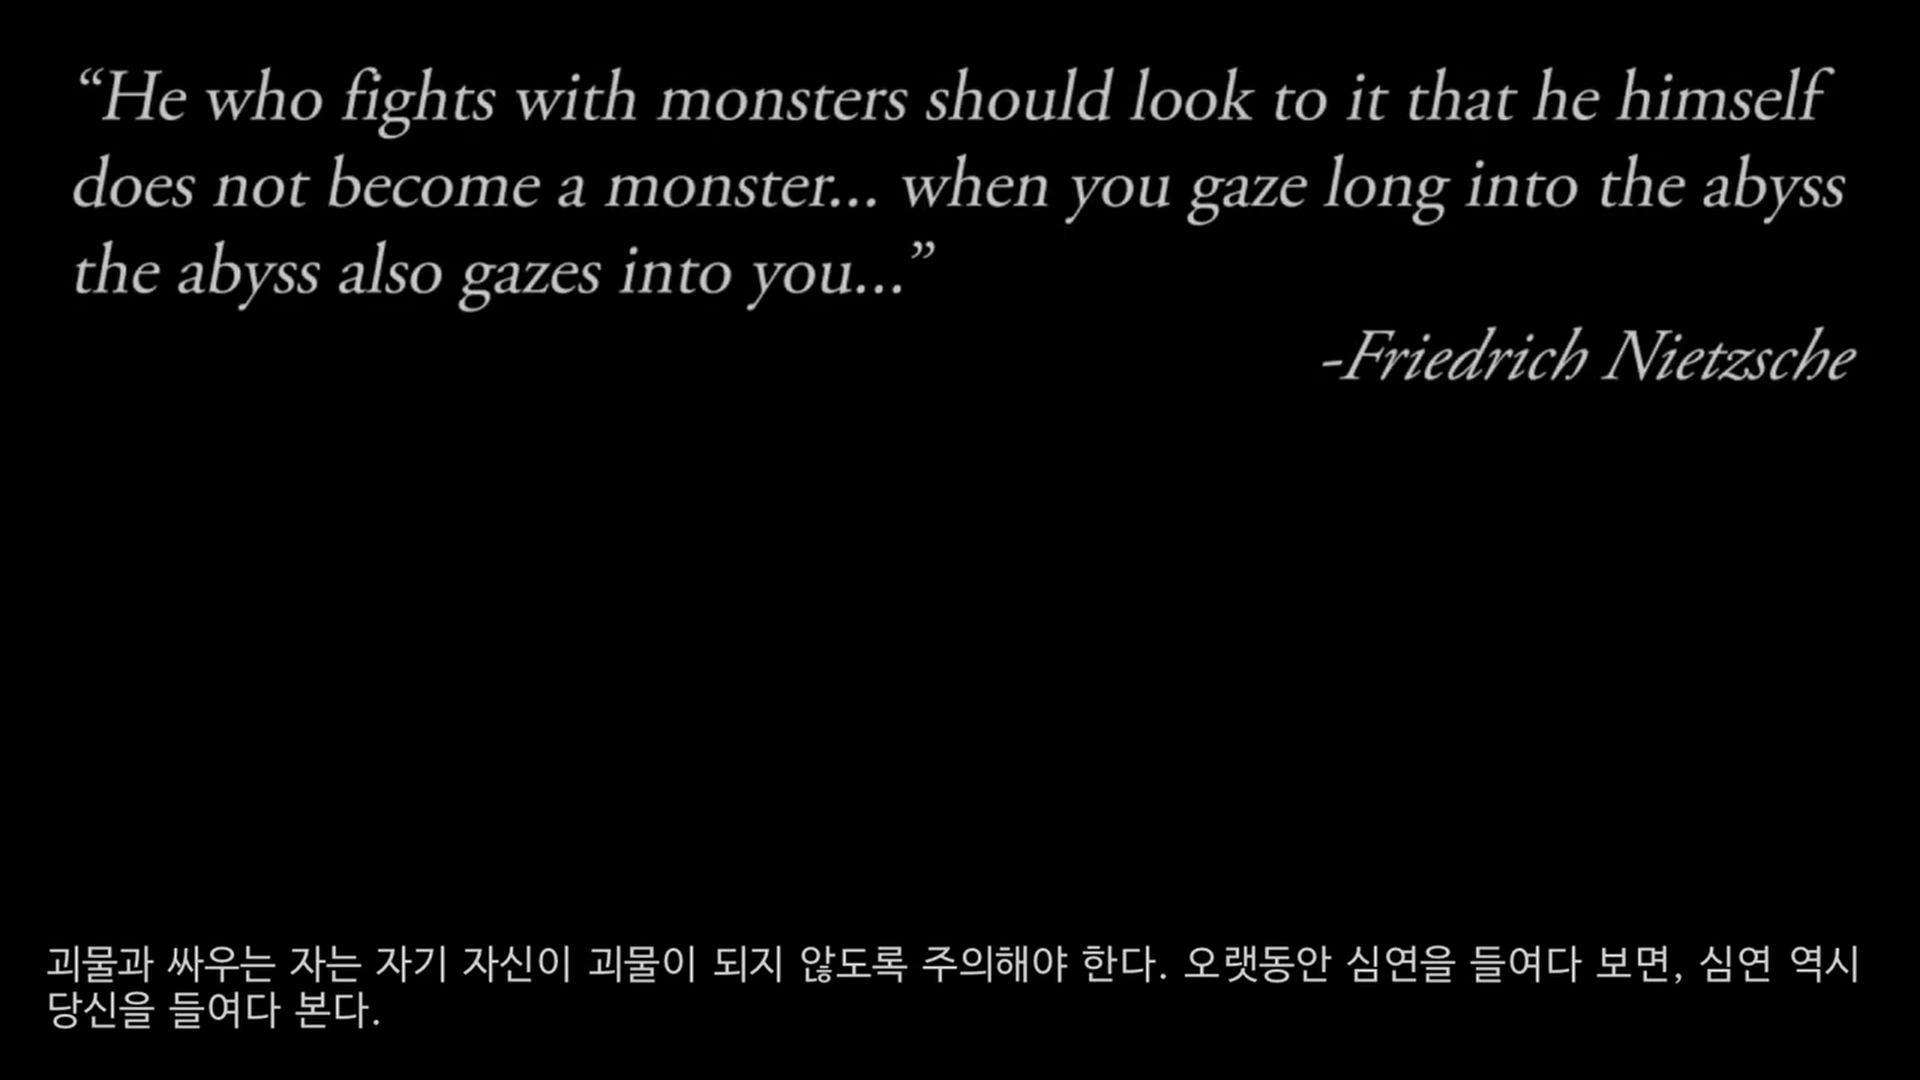 “He who fights with monsters should look to it that he himself
does not become a monster... when you gaze long into the abyss
the abyss also gazes into you...”
-Friedrich Nietzsche
괴물과 싸우는 자는 자기 자신이 괴물이 되지 않도록 주의해야 한다. 오랫동안 심연을 들여다 보면, 심연 역시
당신을 들여다 본다.